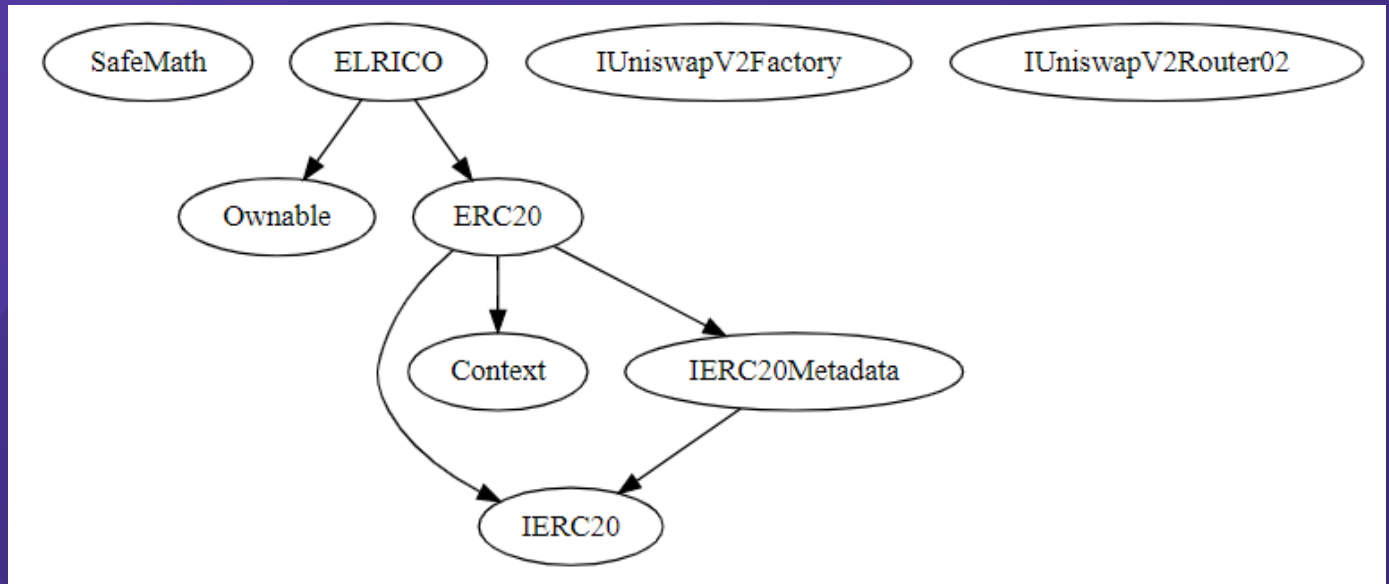 SafeMath
ELRICO
IUniswapV2Factory
IUniswapV2Router02
Ownable
ERC20
Context
IERC20Metadata
IERC20